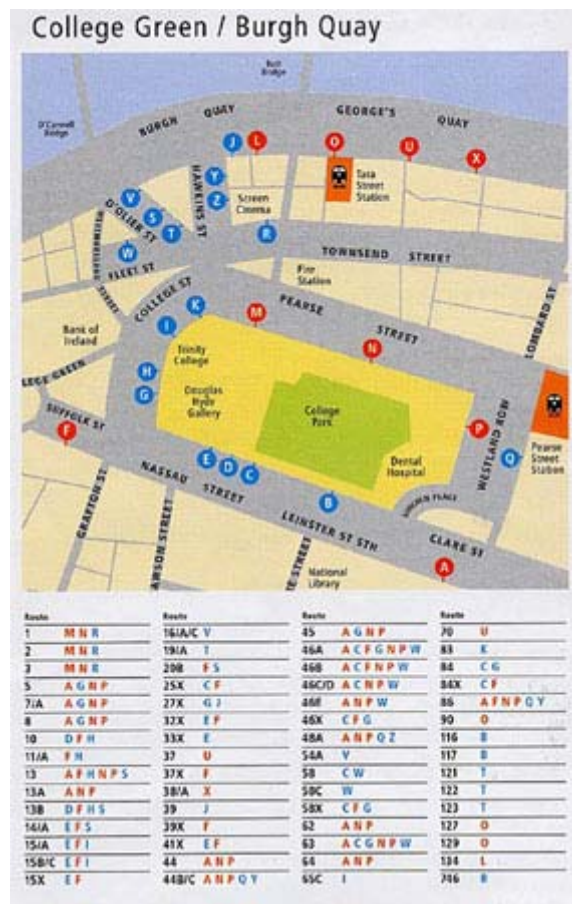 College Green / Burgh Quay
Butt
Bridge
O'Connell
Bridge
BURGH QUAY
GEORGE'S QUAY
J
L
O
U
X
HAWKINS ST
Y
Z
Screen
Cinema
Tara
Street
Station
V
S
T
D'OLIER ST
W
FLEET ST
R
TOWNSEND STREET
Fire
Station
LOMBARD ST
COLLEGE ST
K
I
M
PEARSE STREET
N
Bank of
Ireland
Trinity
College
H
G
Douglas
Hyde
Gallery
College
Park
P
WESTLAND ROW
Q
Pearse
Street
Station
SUFFOLK ST
F
Dental
Hospital
LINCOLN PLACE
E
D
C
B
NASSAU STREET
LEINSTER ST STH
CLARE ST
A
GRAFTON ST
National
Library
Route Route Route Route
1 M N R
2 M N R
3 M N R
5 A G N P
7/A A G N P
8 A G N P
10 D F H
11/A F H
13 A F H N P S
13A A N P
13B D F H S
14/A E F S
15/A E F I
15B/C E F I
15X E F
16/A/C V
19/A T
20B F S
25X C F
27X G J
32X E F
33X E
37 U
37X F
38/A X
39 J
39X F
41X E F
44 A N P
44B/C A N P Q Y
45 A G N P
46A A C F G N P W
46B A C F N P W
46C/D A C N P W
46E A N P W
46X C F G
48A A N P Q Z
54A V
58 C W
58C W
58X C F G
62 A N P
63 A C G N P W
64 A N P
65C I
70 U
83 K
84 C G
84X C F
86 A F N P Q Y
90 O
116 B
117 B
121 T
122 T
123 T
127 O
129 O
134 L
746 R